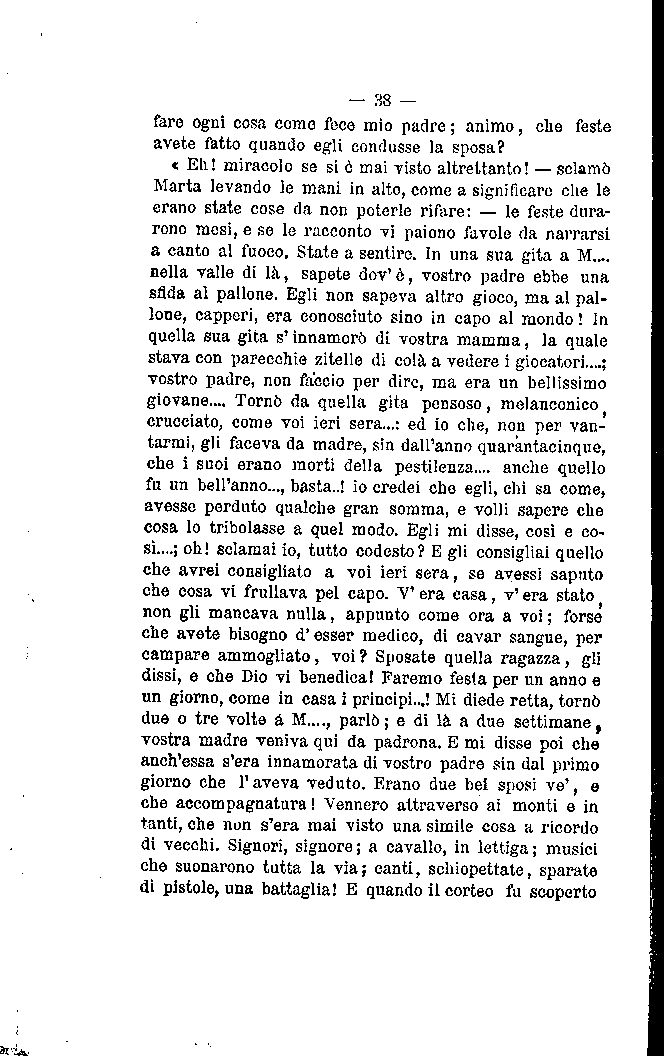 — 38 —
fare ogni cosa come fece mio padre; animo, che feste
avete fatto quando egli condusse la sposa?
« Eh! miracolo se si è mai visto altrettanto! — sclamò
Marta levando le mani in alto, come a significare che le
erano state cose da non poterle rifare: — le feste dura-
rono mesi, e se le racconto vi paiono favole da narrarsi
a canto al fuoco. State a sentire. In una sua gita a M....
nella valle di là, sapete dov' è, vostro padre ebbe una
sfida al pallone. Egli non sapeva altro gioco, ma al pal-
lone, capperi, era conosciuto sino in capo al mondo! In
quella sua gita s' innamorò di vostra mamma, la quale
stava con parecchie zitelle di colà a vedere i giocatori....;
vostro padre, non fáccio per dire, ma era un bellissimo
giovane.... Tornò da quella gita pensoso, melanconico,
crucciato, come voi ieri sera...: ed io che, non per van-
tarmi, gli faceva da madre, sin dall'anno quarantacinque,
che i suoi erano morti della pestilenza.... anche quello
fu un bell'anno..., basta..! io credei che egli, chi sa come,
avesse perduto qualche gran somma, e volli sapere che
cosa lo tribolasse a quel modo. Egli mi disse, così e co-
sì....; oh! sclamai io, tutto codesto? E gli consigliai quello
che avrei consigliato a voi ieri sera, se avessi saputo
che cosa vi frullava pel capo. V' era casa, v' era stato,
non gli mancava nulla, appunto come ora a voi; forse
che avete bisogno d' esser medico, di cavar sangue, per
campare ammogliato, voi? Sposate quella ragazza, gli
dissi, e che Dio vi benedica! Faremo festa per un anno e
un giorno, come in casa i principi...! Mi diede retta, tornò
due o tre volte á M...., parlò; e di là a due settimane,
vostra madre veniva qui da padrona. E mi disse poi che
anch'essa s'era innamorata di vostro padre sin dal primo
giorno che l' aveva veduto. Erano due bei sposi ve', e
che accompagnatura! Vennero altraverso ai monti e in
tanti, che non s'era mai visto una simile cosa a ricordo
di vecchi. Signori, signore; a cavallo, in lettiga; musici
che suonarono tutta la via; canti, schiopettate, sparate
di pistole, una battaglia! E quando il corteo fu scoperto